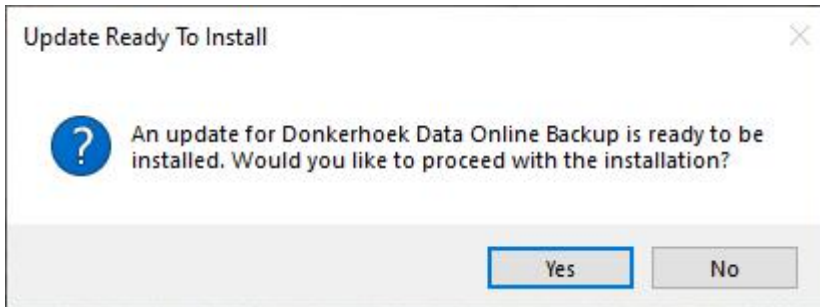 Update Ready To Install
?
An update for Donkerhoek Data Online Backup is ready to be
installed. Would you like to proceed with the installation?
Yes
No